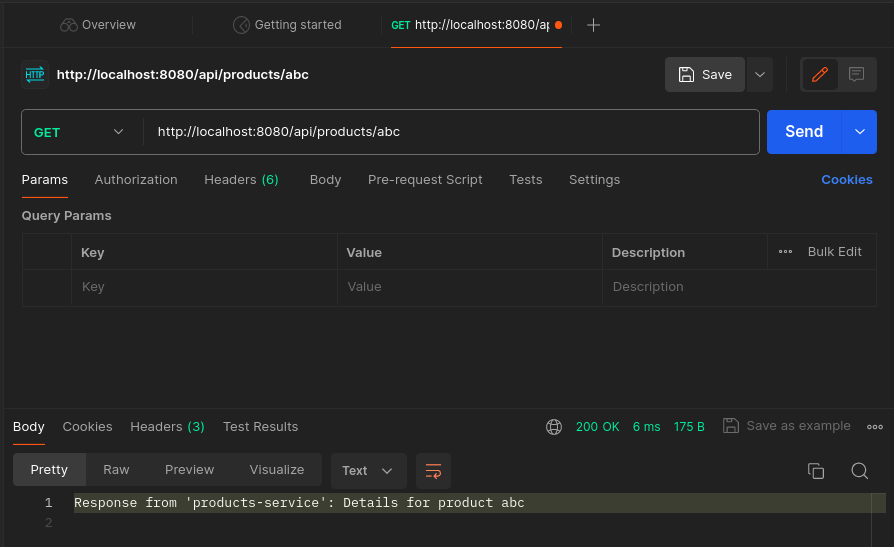 Overview Getting started GET http://localhost:8080/ap
HTTP http://localhost:8080/api/products/abc Save
GET http://localhost:8080/api/products/abc Send
Params Authorization Headers (6) Body Pre-request Script Tests Settings Cookies
Query Params
Key Value Description Bulk Edit
Key Value Description
Body Cookies Headers (3) Test Results 200 OK 6 ms 175 B Save as example
Pretty Raw Preview Visualize Text
1 Response from 'products-service': Details for product abc
2